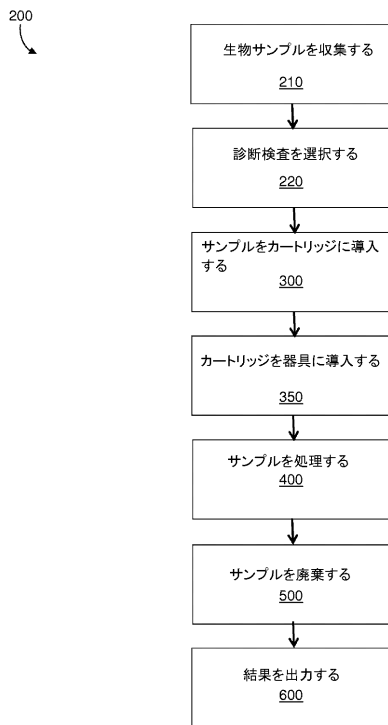 200
生物サンプルを収集する
210
診断検査を選択する
220
サンプルをカートリッジに導入
する
300
カートリッジを器具に導入する
350
サンプルを処理する
400
サンプルを廃棄する
500
結果を出力する
600